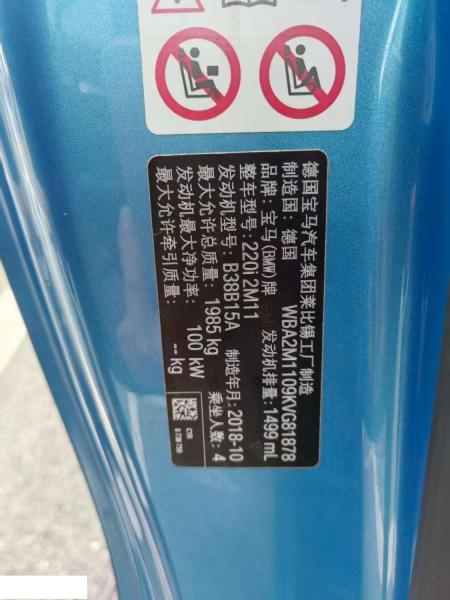 德国宝马汽车集团莱比锡工厂制造
制造国：德国 WBA2M1109KVG81878
品牌：宝马(BMW)牌 发动机排量：1499 mL
整车型号：220i 2M11
发动机型号：B38B15A 制造年月：2018-10
最大允许总质量：1985 kg 乘坐人数：4
发动机最大净功率：100 kW
最大允许牵引质量：-- kg